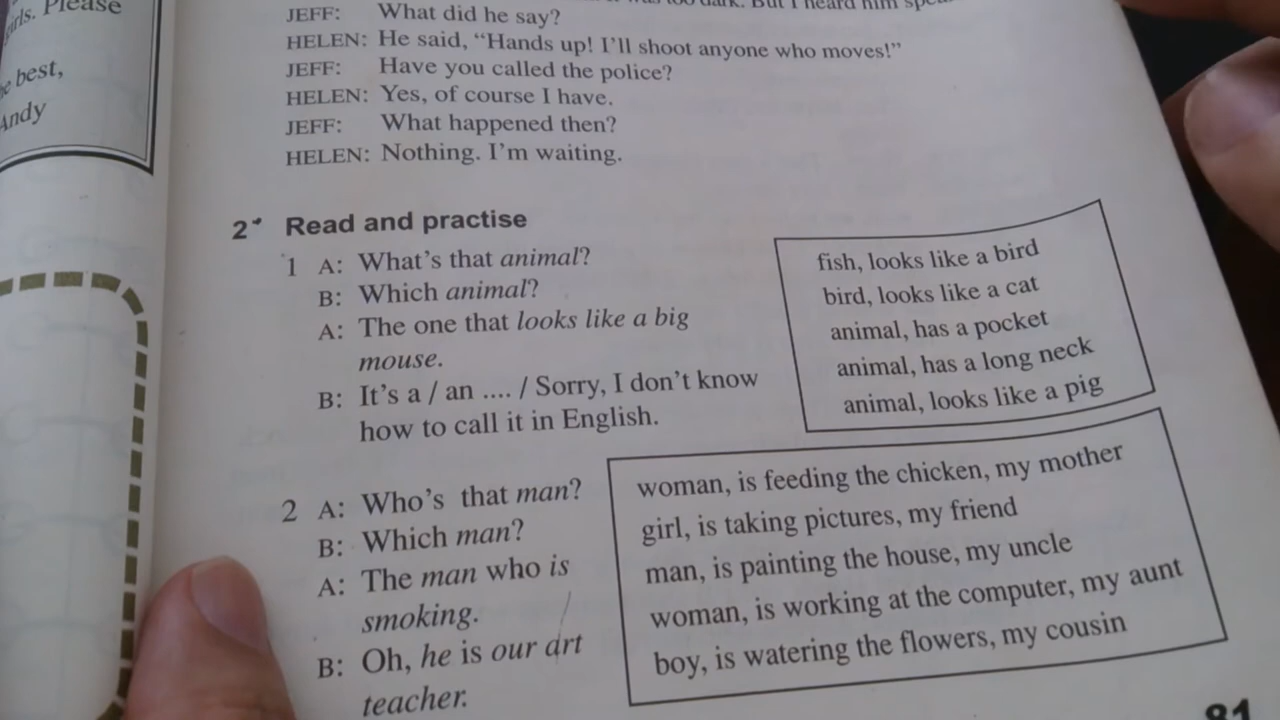 girls. Please
best,
Andy
dark. But I heard him
JEFF: What did he say?
HELEN: He said, “Hands up! I’ll shoot anyone who moves!”
JEFF: Have you called the police?
HELEN: Yes, of course I have.
JEFF: What happened then?
HELEN: Nothing. I’m waiting.
2 Read and practise
1 A: What’s that animal?
B: Which animal?
A: The one that looks like a big
mouse.
B: It’s a / an .... / Sorry, I don’t know
how to call it in English.
fish, looks like a bird
bird, looks like a cat
animal, has a pocket
animal, has a long neck
animal, looks like a pig
2 A: Who’s that man?
B: Which man?
A: The man who is
smoking.
B: Oh, he is our art
teacher.
woman, is feeding the chicken, my mother
girl, is taking pictures, my friend
man, is painting the house, my uncle
woman, is working at the computer, my aunt
boy, is watering the flowers, my cousin
81